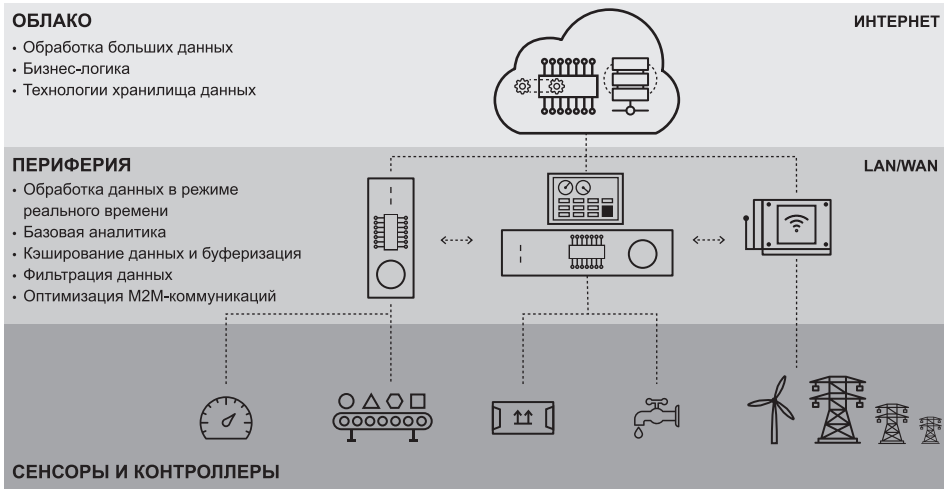 ОБЛАКО
ИНТЕРНЕТ
• Обработка больших данных
• Бизнес-логика
• Технологии хранилища данных
ПЕРИФЕРИЯ
LAN/WAN
• Обработка данных в режиме
реального времени
• Базовая аналитика
• Кэширование данных и буферизация
• Фильтрация данных
• Оптимизация M2M-коммуникаций
СЕНСОРЫ И КОНТРОЛЛЕРЫ